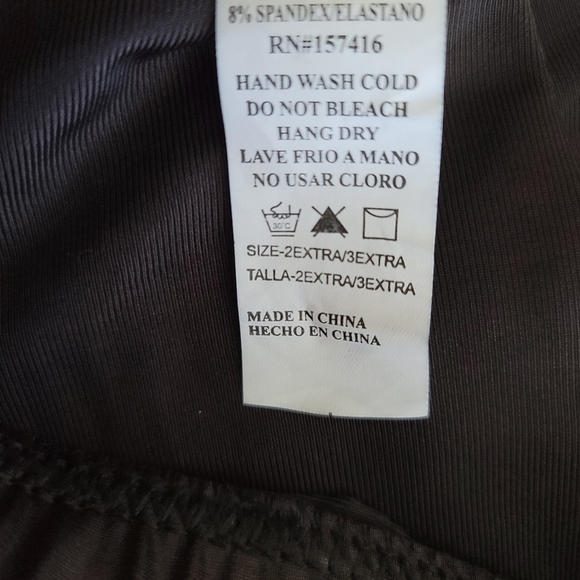 8% SPANDEX/ELASTANO
RN#157416
HAND WASH COLD
DO NOT BLEACH
HANG DRY
LAVE FRIO A MANO
NO USAR CLORO
30°C
SIZE-2EXTRA/3EXTRA
TALLA-2EXTRA/3EXTRA
MADE IN CHINA
HECHO EN CHINA